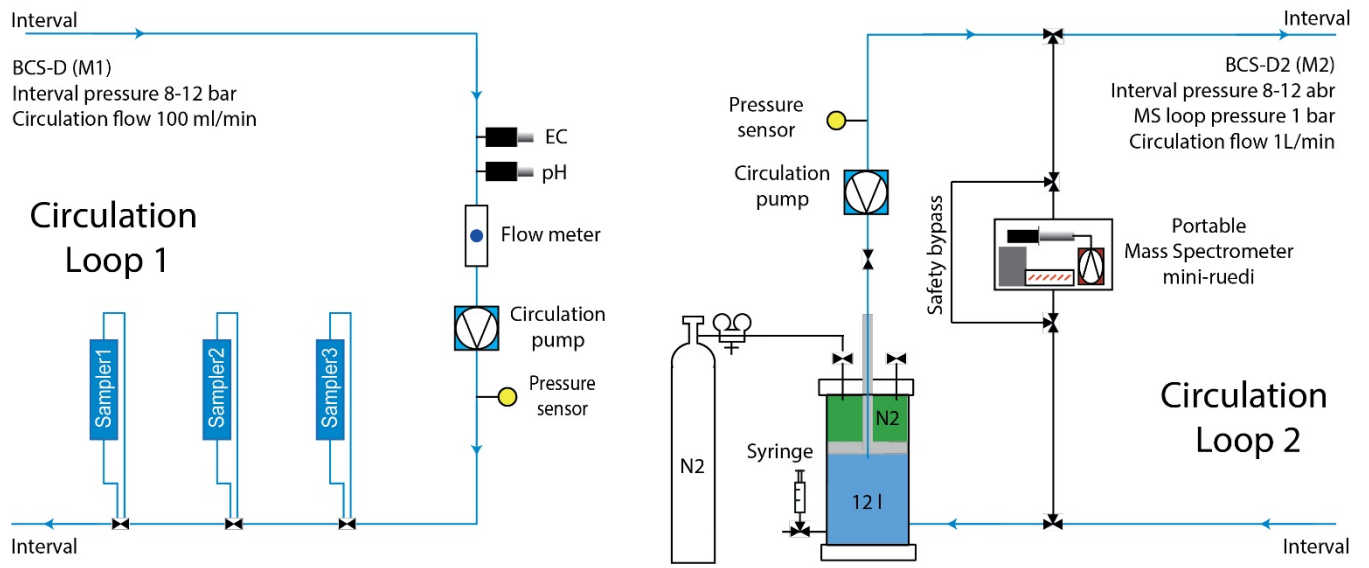 Interval
BCS-D (M1)
Interval pressure 8-12 bar
Circulation flow 100 ml/min
EC
pH
Circulation
Loop 1
Flow meter
Circulation
pump
Sampler1
Sampler2
Sampler3
Pressure
sensor
Interval
Interval
BCS-D2 (M2)
Interval pressure 8-12 abr
MS loop pressure 1 bar
Circulation flow 1L/min
Pressure
sensor
Circulation
pump
Safety bypass
Portable
Mass Spectrometer
mini-ruedi
Circulation
Loop 2
N2
N2
Syringe
12 l
Interval